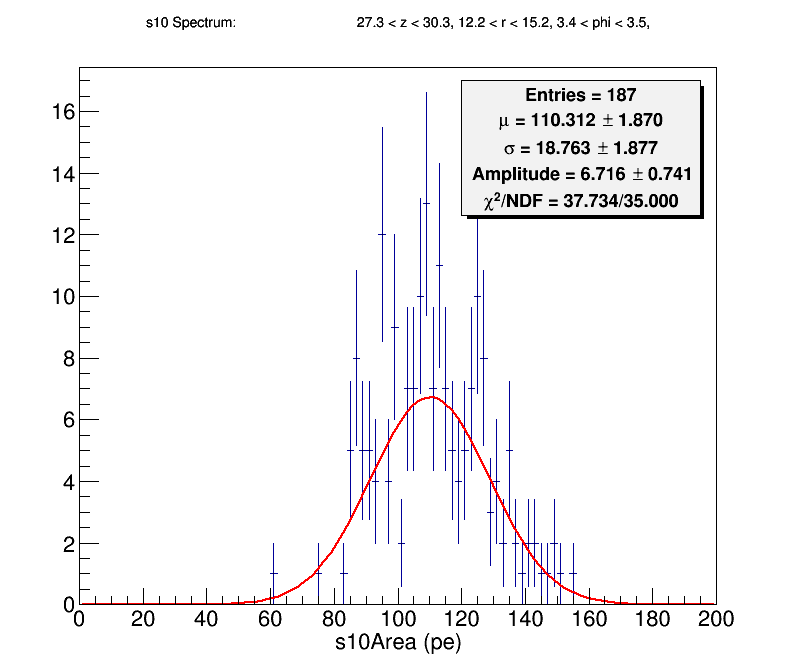 s10 Spectrum: 27.3 < z < 30.3, 12.2 < r < 15.2, 3.4 < phi < 3.5,
Entries = 187
μ = 110.312 ± 1.870
σ = 18.763 ± 1.877
Amplitude = 6.716 ± 0.741
χ²/NDF = 37.734/35.000
16
14
12
10
8
6
4
2
0
0 20 40 60 80 100 120 140 160 180 200
s10Area (pe)